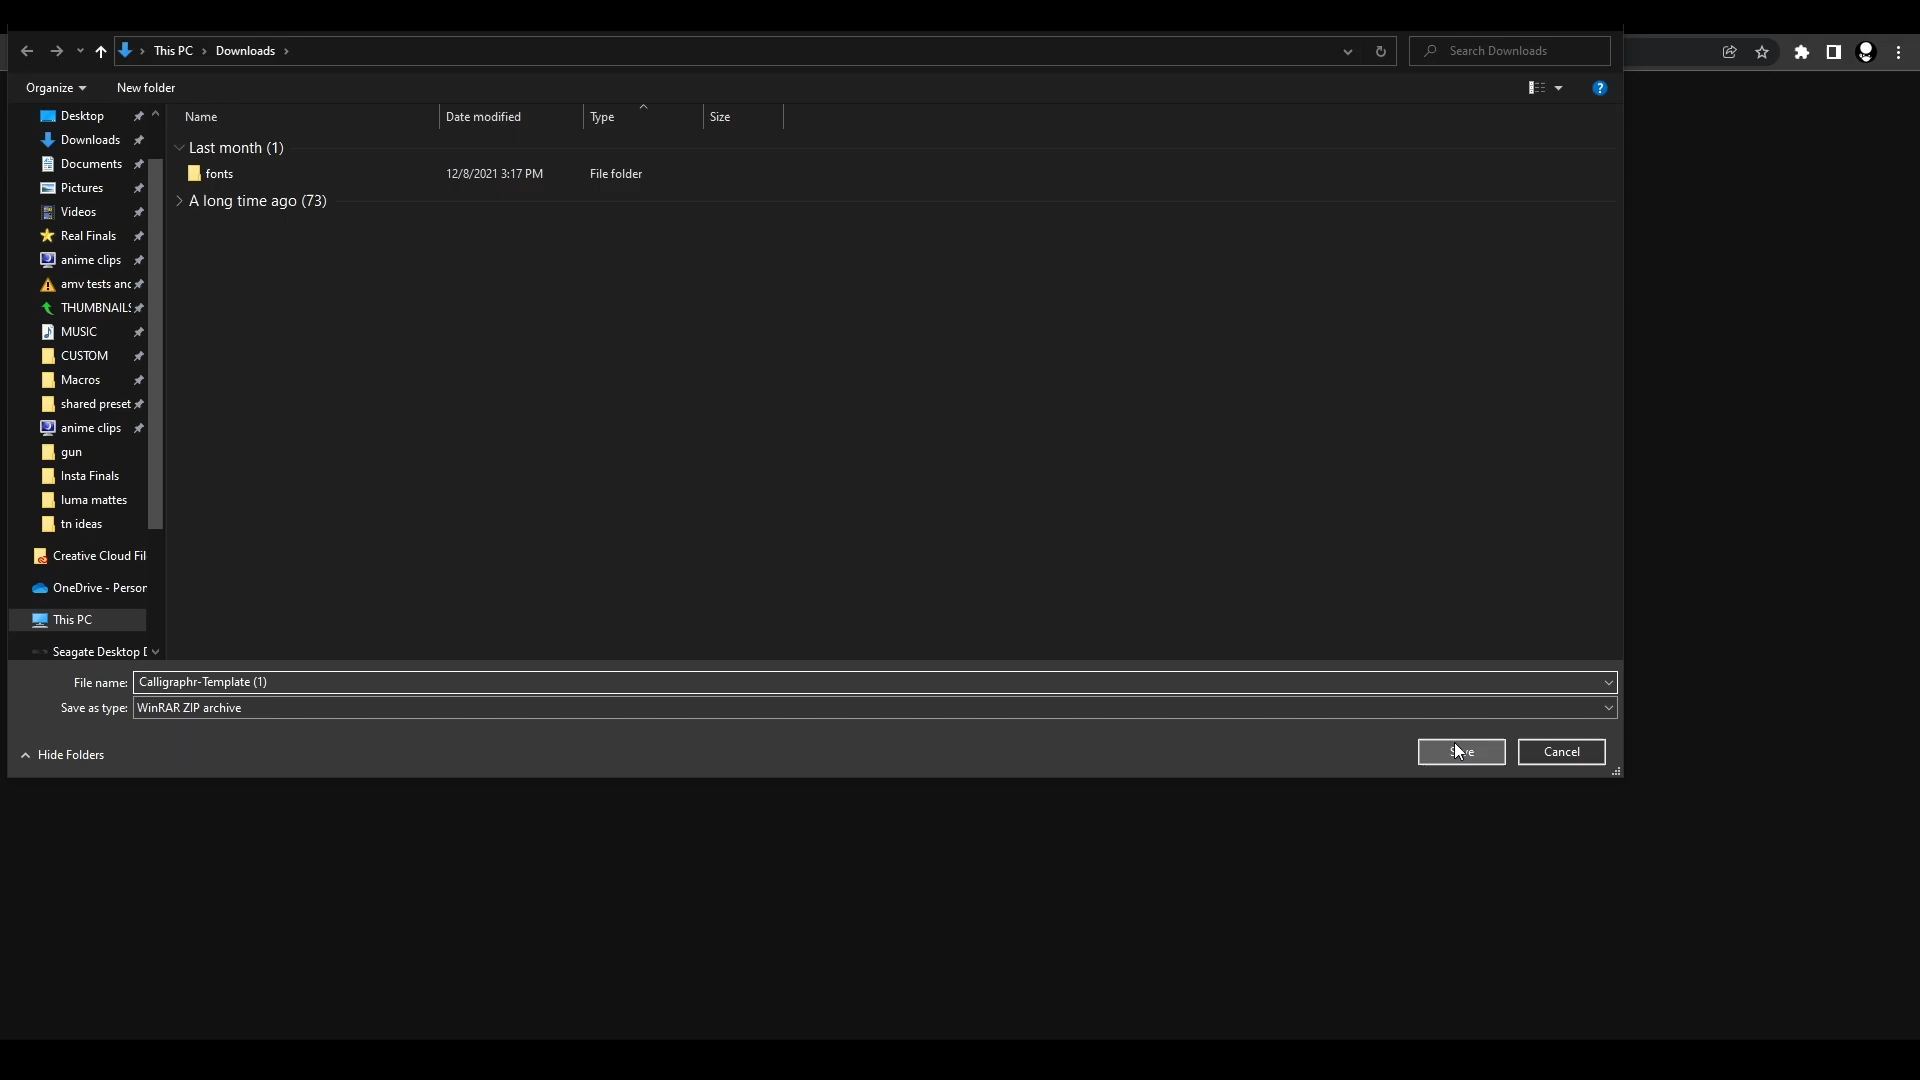 This PC > Downloads >
Search Downloads
Organize
New folder
?
Name
Date modified
Type
Size
Desktop
Downloads
Documents
Pictures
Videos
Real Finals
anime clips
amv tests anc
THUMBNAILS
MUSIC
CUSTOM
Macros
shared preset
anime clips
gun
Insta Finals
luma mattes
tn ideas
Creative Cloud Fil
OneDrive - Person
This PC
Seagate Desktop D
Last month (1)
fonts
12/8/2021 3:17 PM
File folder
A long time ago (73)
File name:
Calligraphr-Template (1)
Save as type:
WinRAR ZIP archive
Hide Folders
Cancel